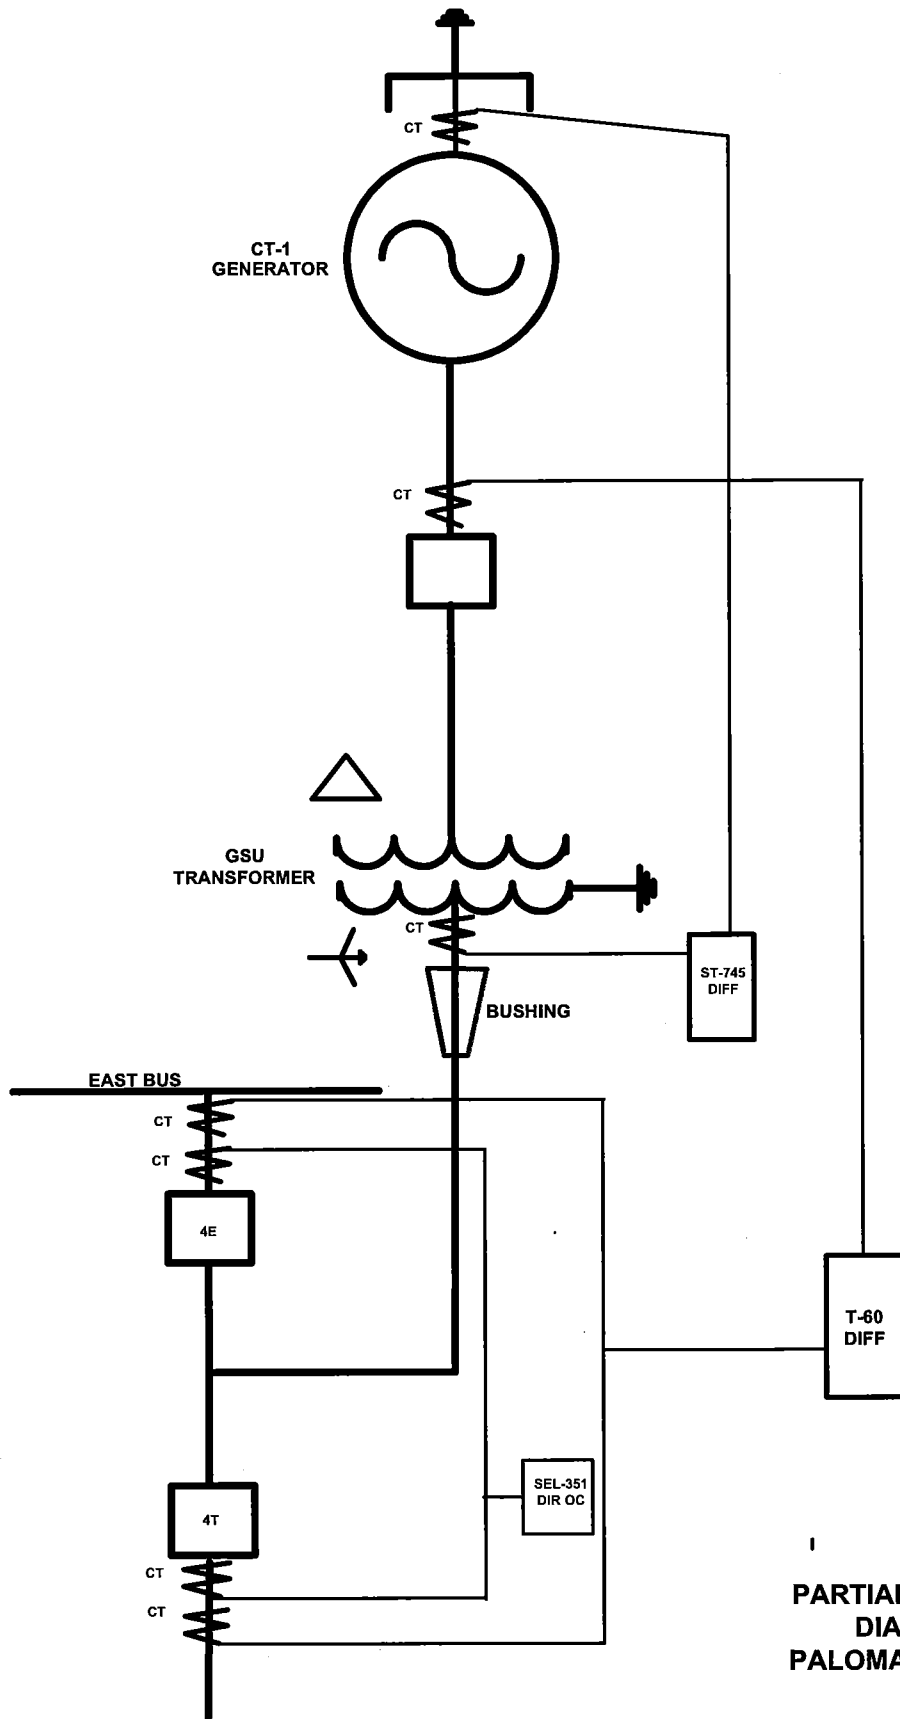 CT
CT-1
GENERATOR
CT
GSU
TRANSFORMER
CT
ST-745
DIFF
BUSHING
EAST BUS
CT
CT
4E
T-60
DIFF
SEL-351
DIR OC
4T
CT
CT
PARTIAL
DIA
PALOMA